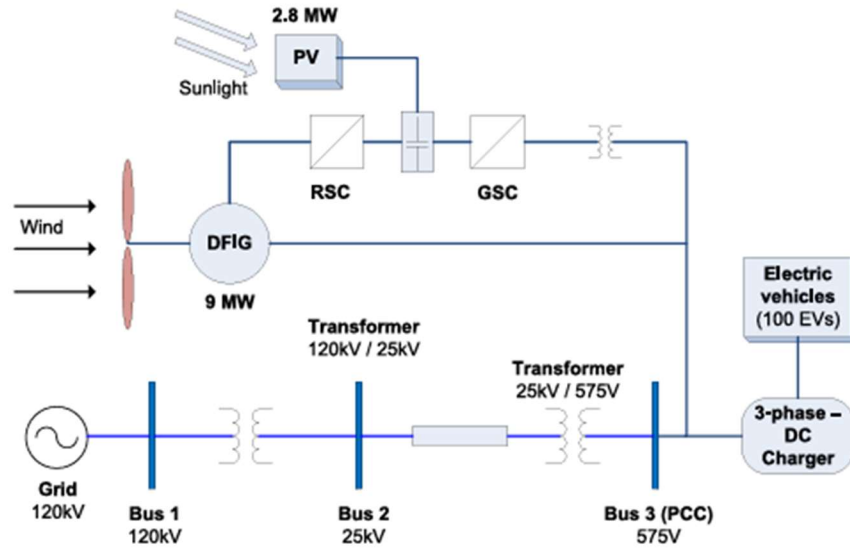 2.8 MW
PV
Sunlight
RSC
GSC
Wind
DFIG
9 MW
Electric
vehicles
(100 EVs)
Transformer
120kV / 25kV
Transformer
25kV / 575V
3-phase –
DC
Charger
Grid
120kV
Bus 1
120kV
Bus 2
25kV
Bus 3 (PCC)
575V